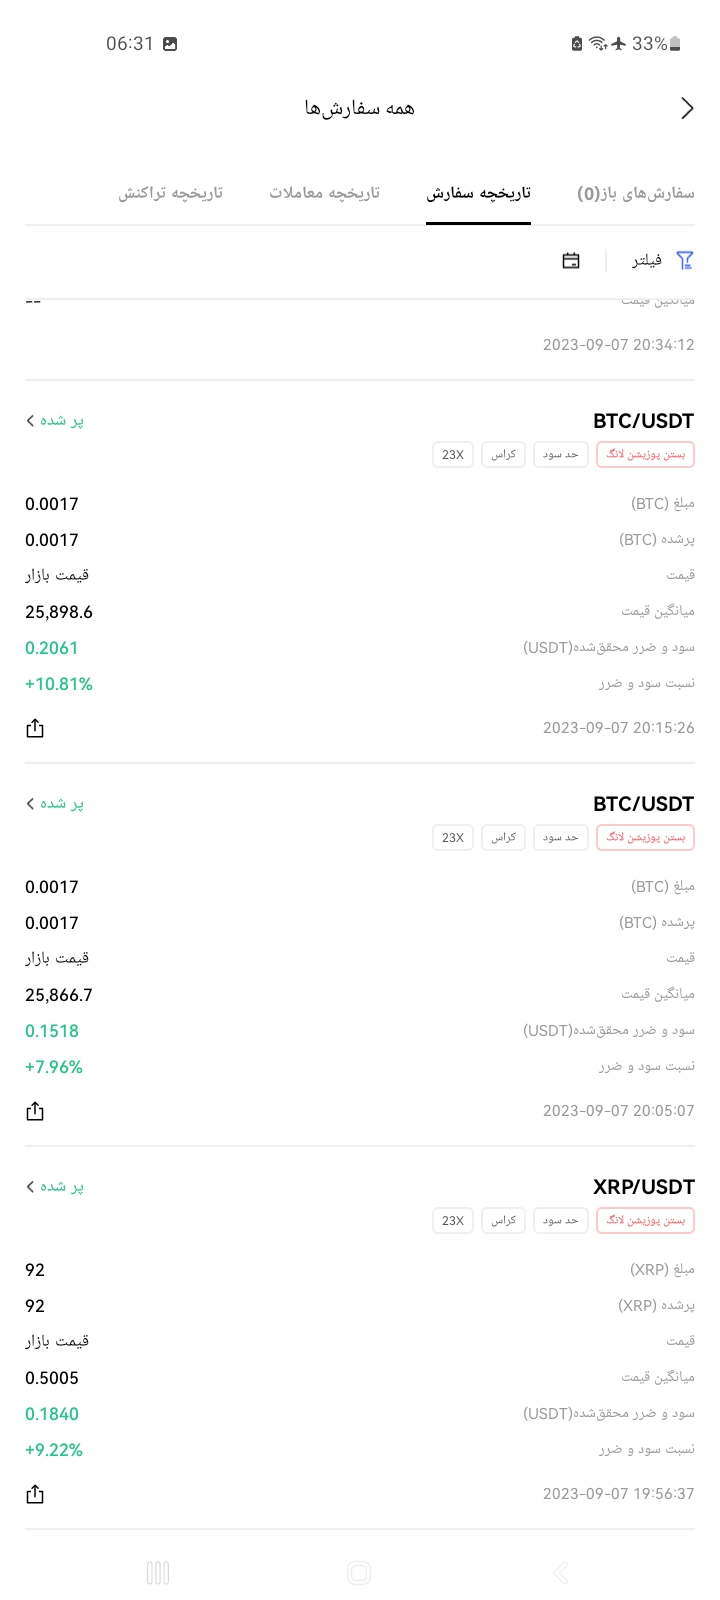 06:31 33%
همه سفارش‌ها
سفارش‌های باز(0) تاریخچه سفارش تاریخچه معاملات تاریخچه تراکنش
فیلتر
میانگین قیمت --
2023-09-07 20:34:12
BTC/USDT پر شده
بستن پوزیشن لانگ حد سود کراس 23X
مبلغ (BTC) 0.0017
پرشده (BTC) 0.0017
قیمت قیمت بازار
میانگین قیمت 25,898.6
سود و ضرر محقق‌شده(USDT) 0.2061
نسبت سود و ضرر +10.81%
2023-09-07 20:15:26
BTC/USDT پر شده
بستن پوزیشن لانگ حد سود کراس 23X
مبلغ (BTC) 0.0017
پرشده (BTC) 0.0017
قیمت قیمت بازار
میانگین قیمت 25,866.7
سود و ضرر محقق‌شده(USDT) 0.1518
نسبت سود و ضرر +7.96%
2023-09-07 20:05:07
XRP/USDT پر شده
بستن پوزیشن لانگ حد سود کراس 23X
مبلغ (XRP) 92
پرشده (XRP) 92
قیمت قیمت بازار
میانگین قیمت 0.5005
سود و ضرر محقق‌شده(USDT) 0.1840
نسبت سود و ضرر +9.22%
2023-09-07 19:56:37